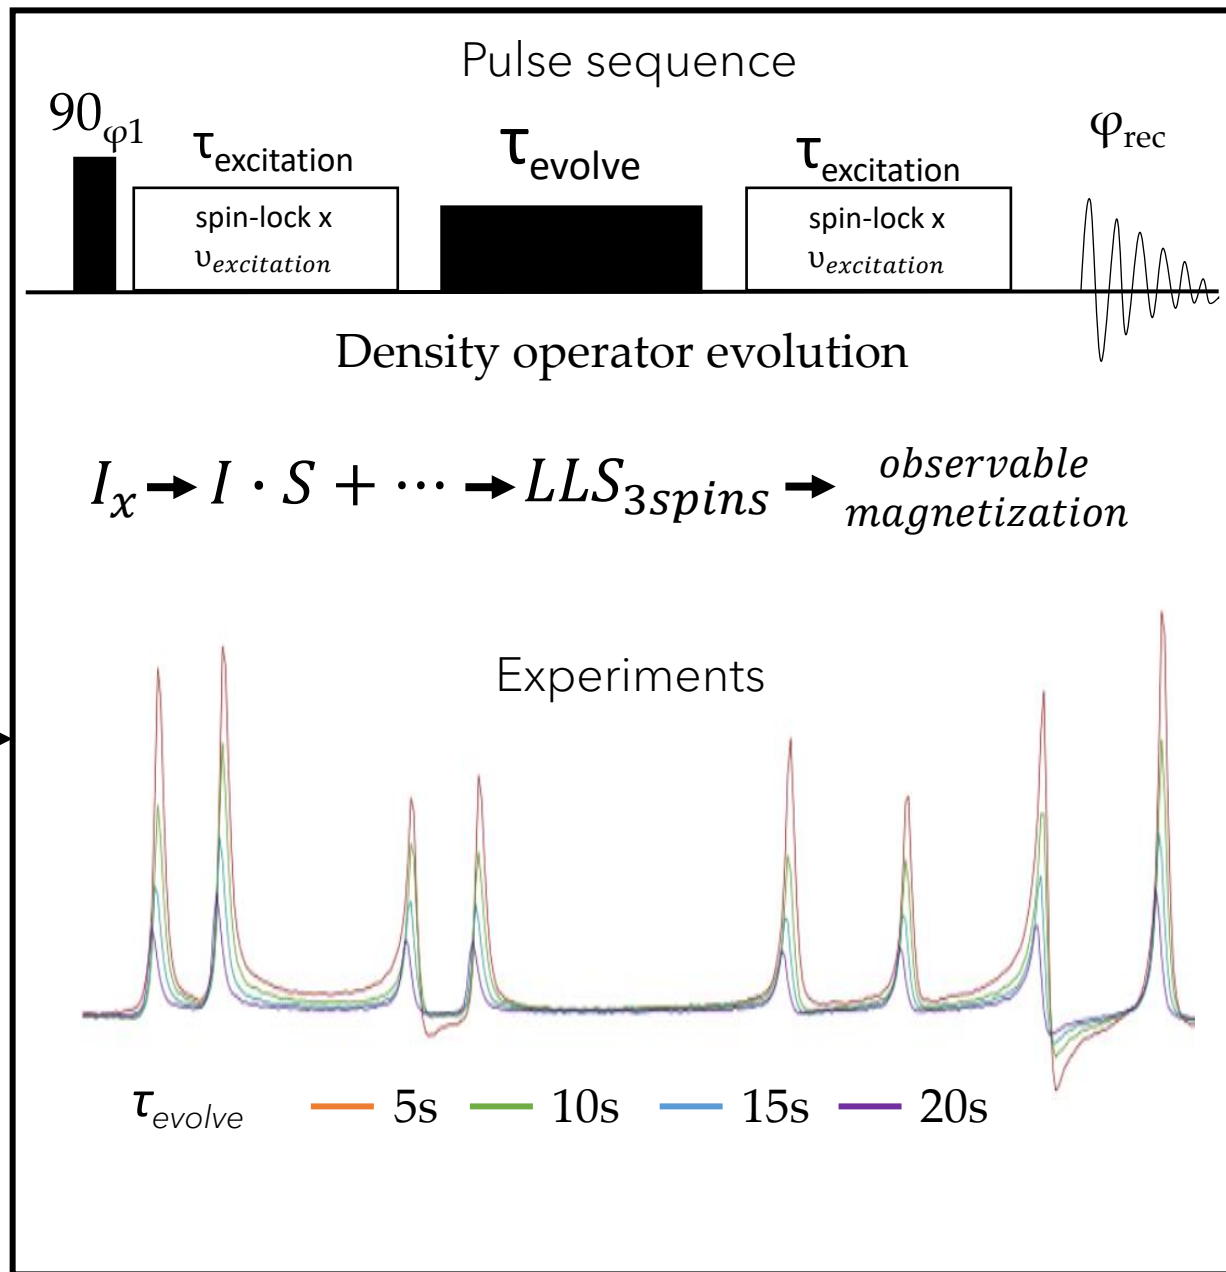 Pulse sequence
90φ1
τexcitation
τevolve
τexcitation
φrec
spin-lock x
υexcitation
spin-lock x
υexcitation
Density operator evolution
Ix → I · S + ⋯ → LLS3spins → observable
magnetization
Experiments
τevolve 5s 10s 15s 20s